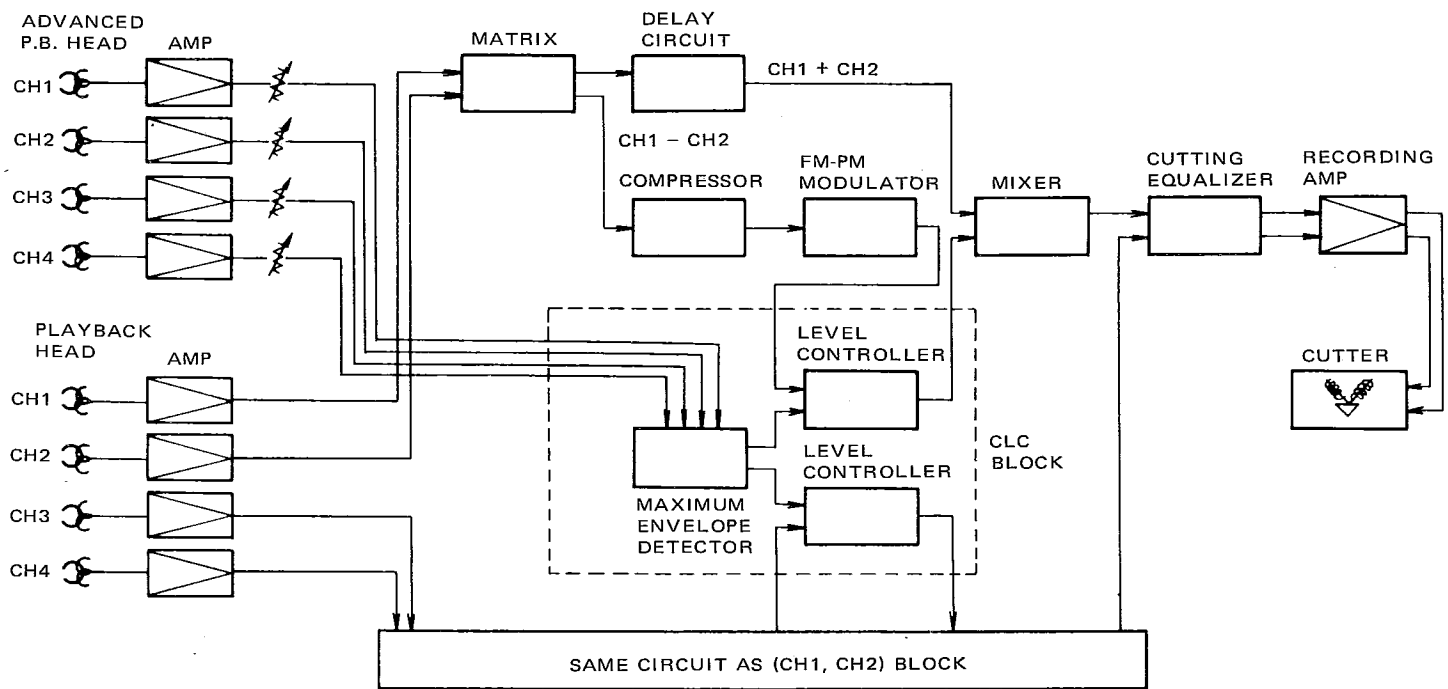 ADVANCED
P.B. HEAD
AMP
CH1
CH2
CH3
CH4
PLAYBACK
HEAD
AMP
CH1
CH2
CH3
CH4
MATRIX
DELAY
CIRCUIT
CH1 + CH2
CH1 – CH2
COMPRESSOR
FM-PM
MODULATOR
MIXER
CUTTING
EQUALIZER
RECORDING
AMP
CUTTER
LEVEL
CONTROLLER
LEVEL
CONTROLLER
CLC
BLOCK
MAXIMUM
ENVELOPE
DETECTOR
SAME CIRCUIT AS (CH1, CH2) BLOCK